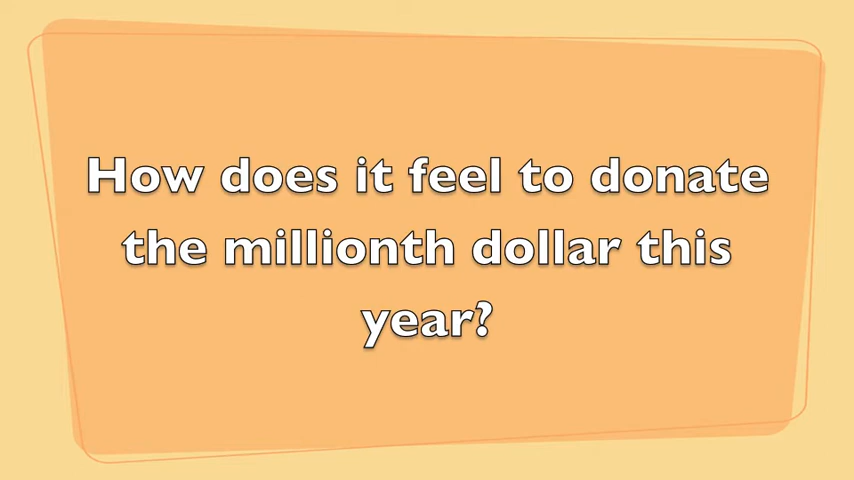 How does it feel to donate
the millionth dollar this
year?